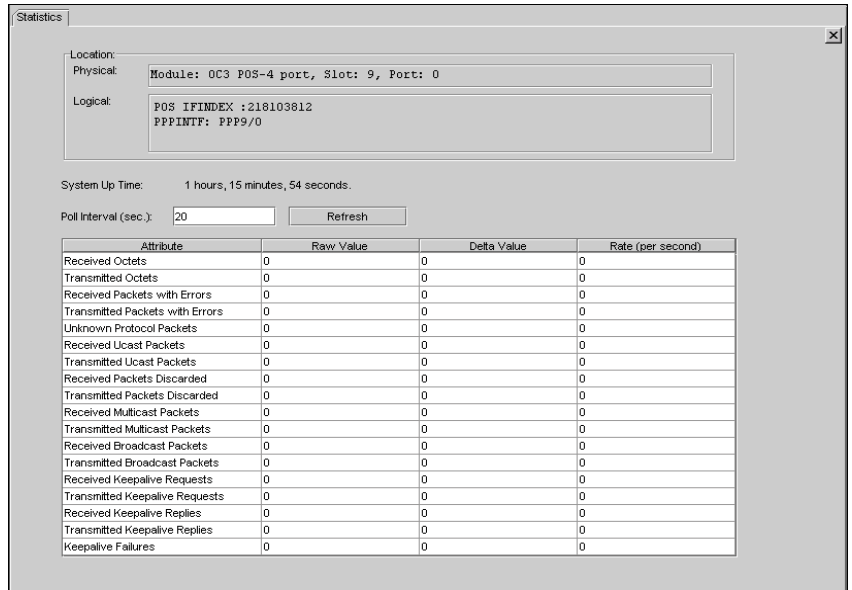 Statistics
Location:
Physical: Module: OC3 POS-4 port, Slot: 9, Port: 0
Logical: POS IFINDEX :218103812
PPPINTF: PPP9/0
System Up Time: 1 hours, 15 minutes, 54 seconds.
Poll Interval (sec.): 20 Refresh
Attribute Raw Value Delta Value Rate (per second)
Received Octets 0 0 0
Transmitted Octets 0 0 0
Received Packets with Errors 0 0 0
Transmitted Packets with Errors 0 0 0
Unknown Protocol Packets 0 0 0
Received Ucast Packets 0 0 0
Transmitted Ucast Packets 0 0 0
Received Packets Discarded 0 0 0
Transmitted Packets Discarded 0 0 0
Received Multicast Packets 0 0 0
Transmitted Multicast Packets 0 0 0
Received Broadcast Packets 0 0 0
Transmitted Broadcast Packets 0 0 0
Received Keepalive Requests 0 0 0
Transmitted Keepalive Requests 0 0 0
Received Keepalive Replies 0 0 0
Transmitted Keepalive Replies 0 0 0
Keepalive Failures 0 0 0